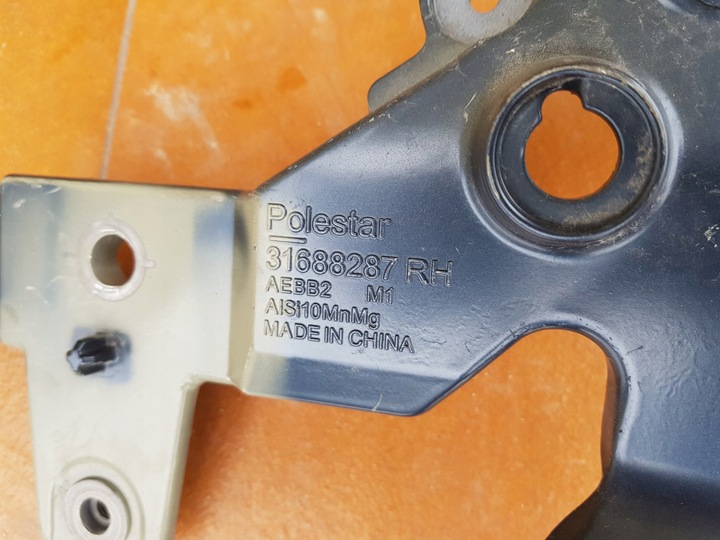 Polestar
31688287 RH
AEBB2 M1
AlSi10MnMg
MADE IN CHINA